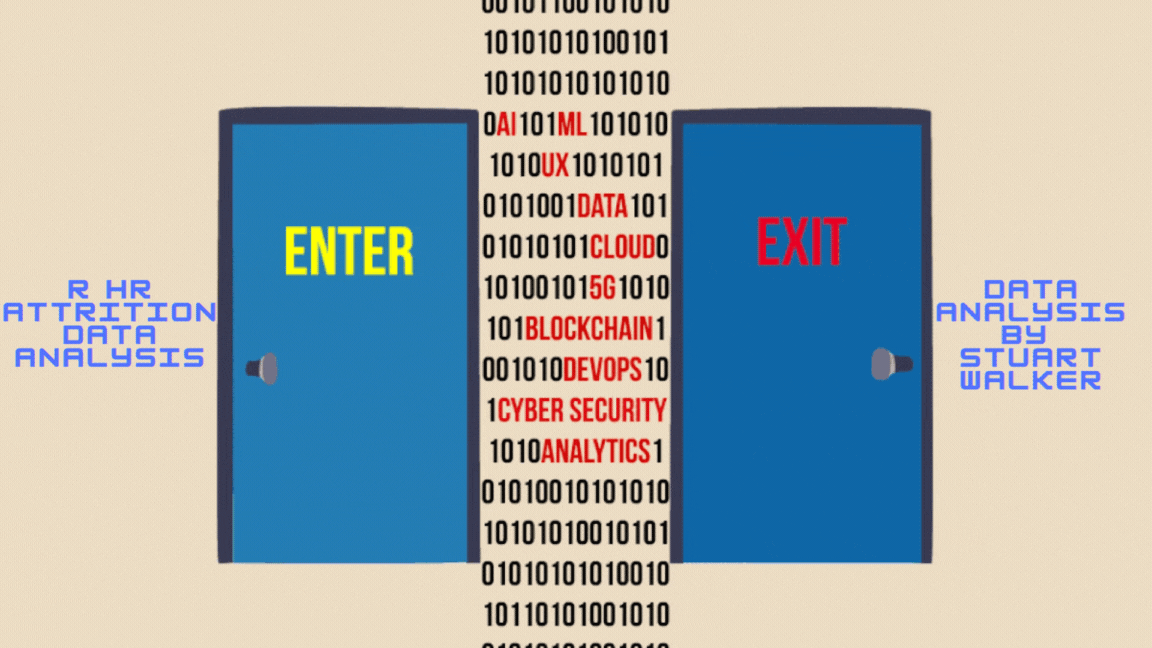 10101010100101
10101010101010
0AI101ML101010
1010UX1010101
0101001DATA101
01010101CLOUD0
101001015G1010
101BLOCKCHAIN1
001010DEVOPS10
1CYBER SECURITY
1010ANALYTICS1
01010010101010
10101010010101
01010101010010
10110101001010
R HR
ATTRITION
DATA
ANALYSIS
ENTER
EXIT
DATA
ANALYSIS
BY
STUART
WALKER